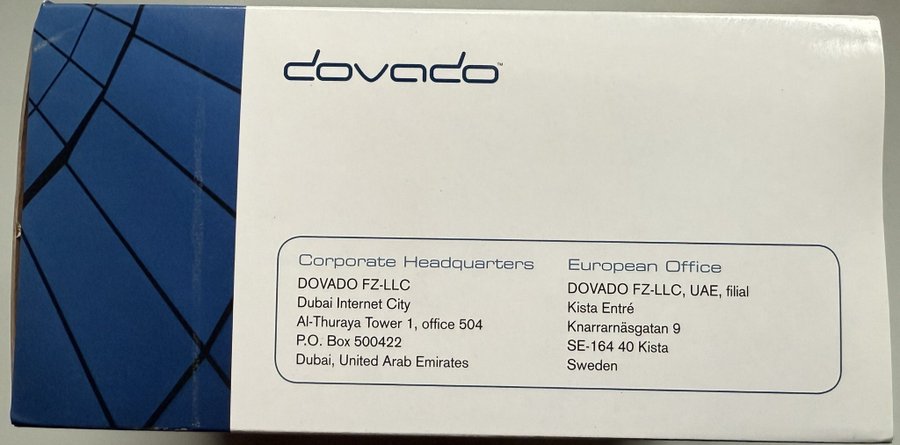 dovado™
Corporate Headquarters
DOVADO FZ-LLC
Dubai Internet City
Al-Thuraya Tower 1, office 504
P.O. Box 500422
Dubai, United Arab Emirates
European Office
DOVADO FZ-LLC, UAE, filial
Kista Entré
Knarrarnäsgatan 9
SE-164 40 Kista
Sweden